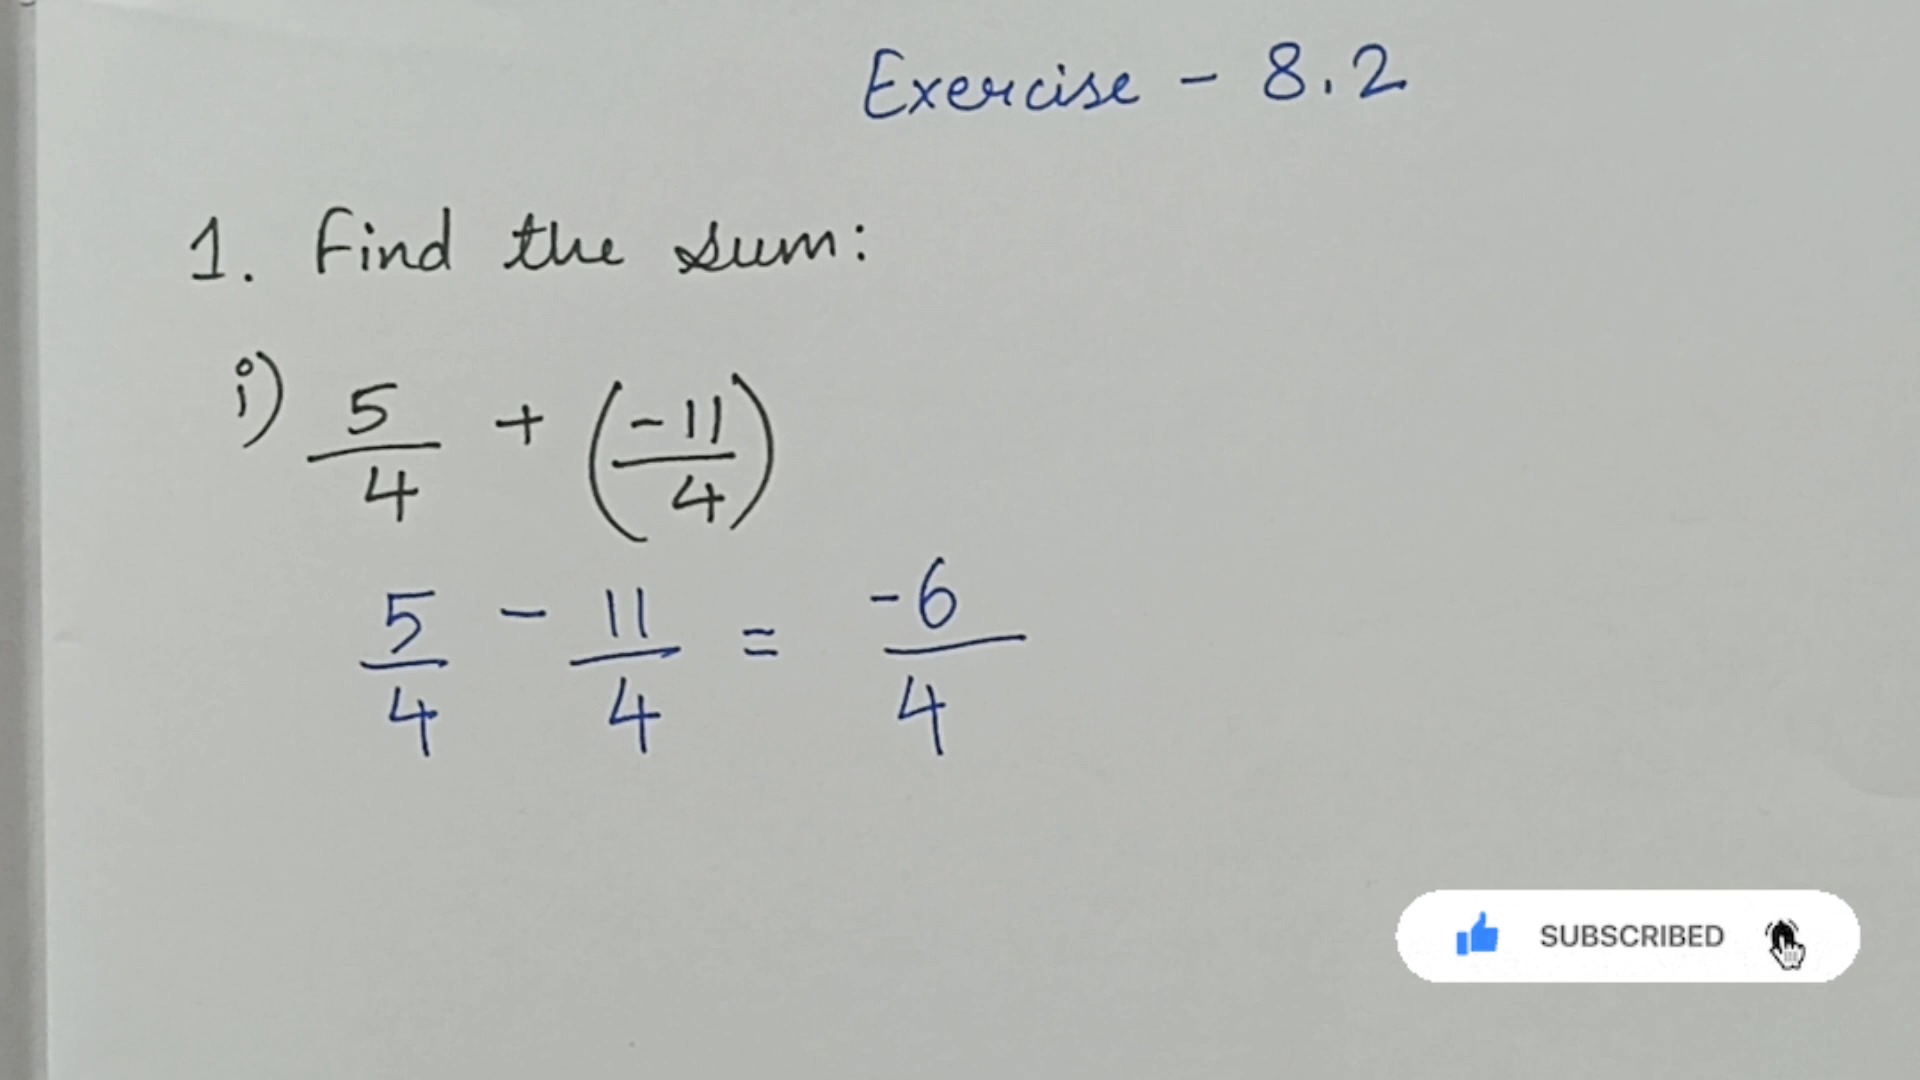 Exercise - 8.2
1. Find the sum:
i) 5/4 + (-11/4)
5/4 - 11/4 = -6/4
SUBSCRIBED